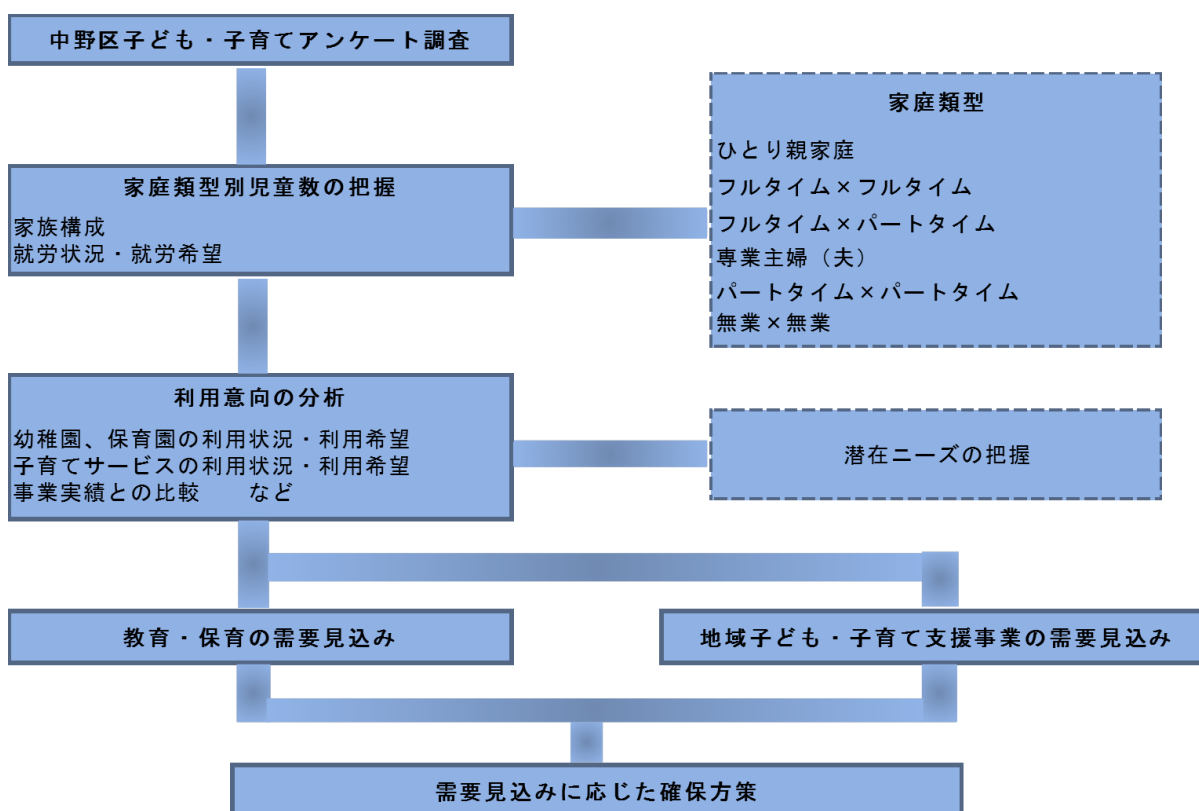 中野区子ども・子育てアンケート調査
家庭類型別児童数の把握
家族構成
就労状況・就労希望
家庭類型
ひとり親家庭
フルタイム×フルタイム
フルタイム×パートタイム
専業主婦（夫）
パートタイム×パートタイム
無業×無業
利用意向の分析
幼稚園、保育園の利用状況・利用希望
子育てサービスの利用状況・利用希望
事業実績との比較　　など
潜在ニーズの把握
教育・保育の需要見込み
地域子ども・子育て支援事業の需要見込み
需要見込みに応じた確保方策